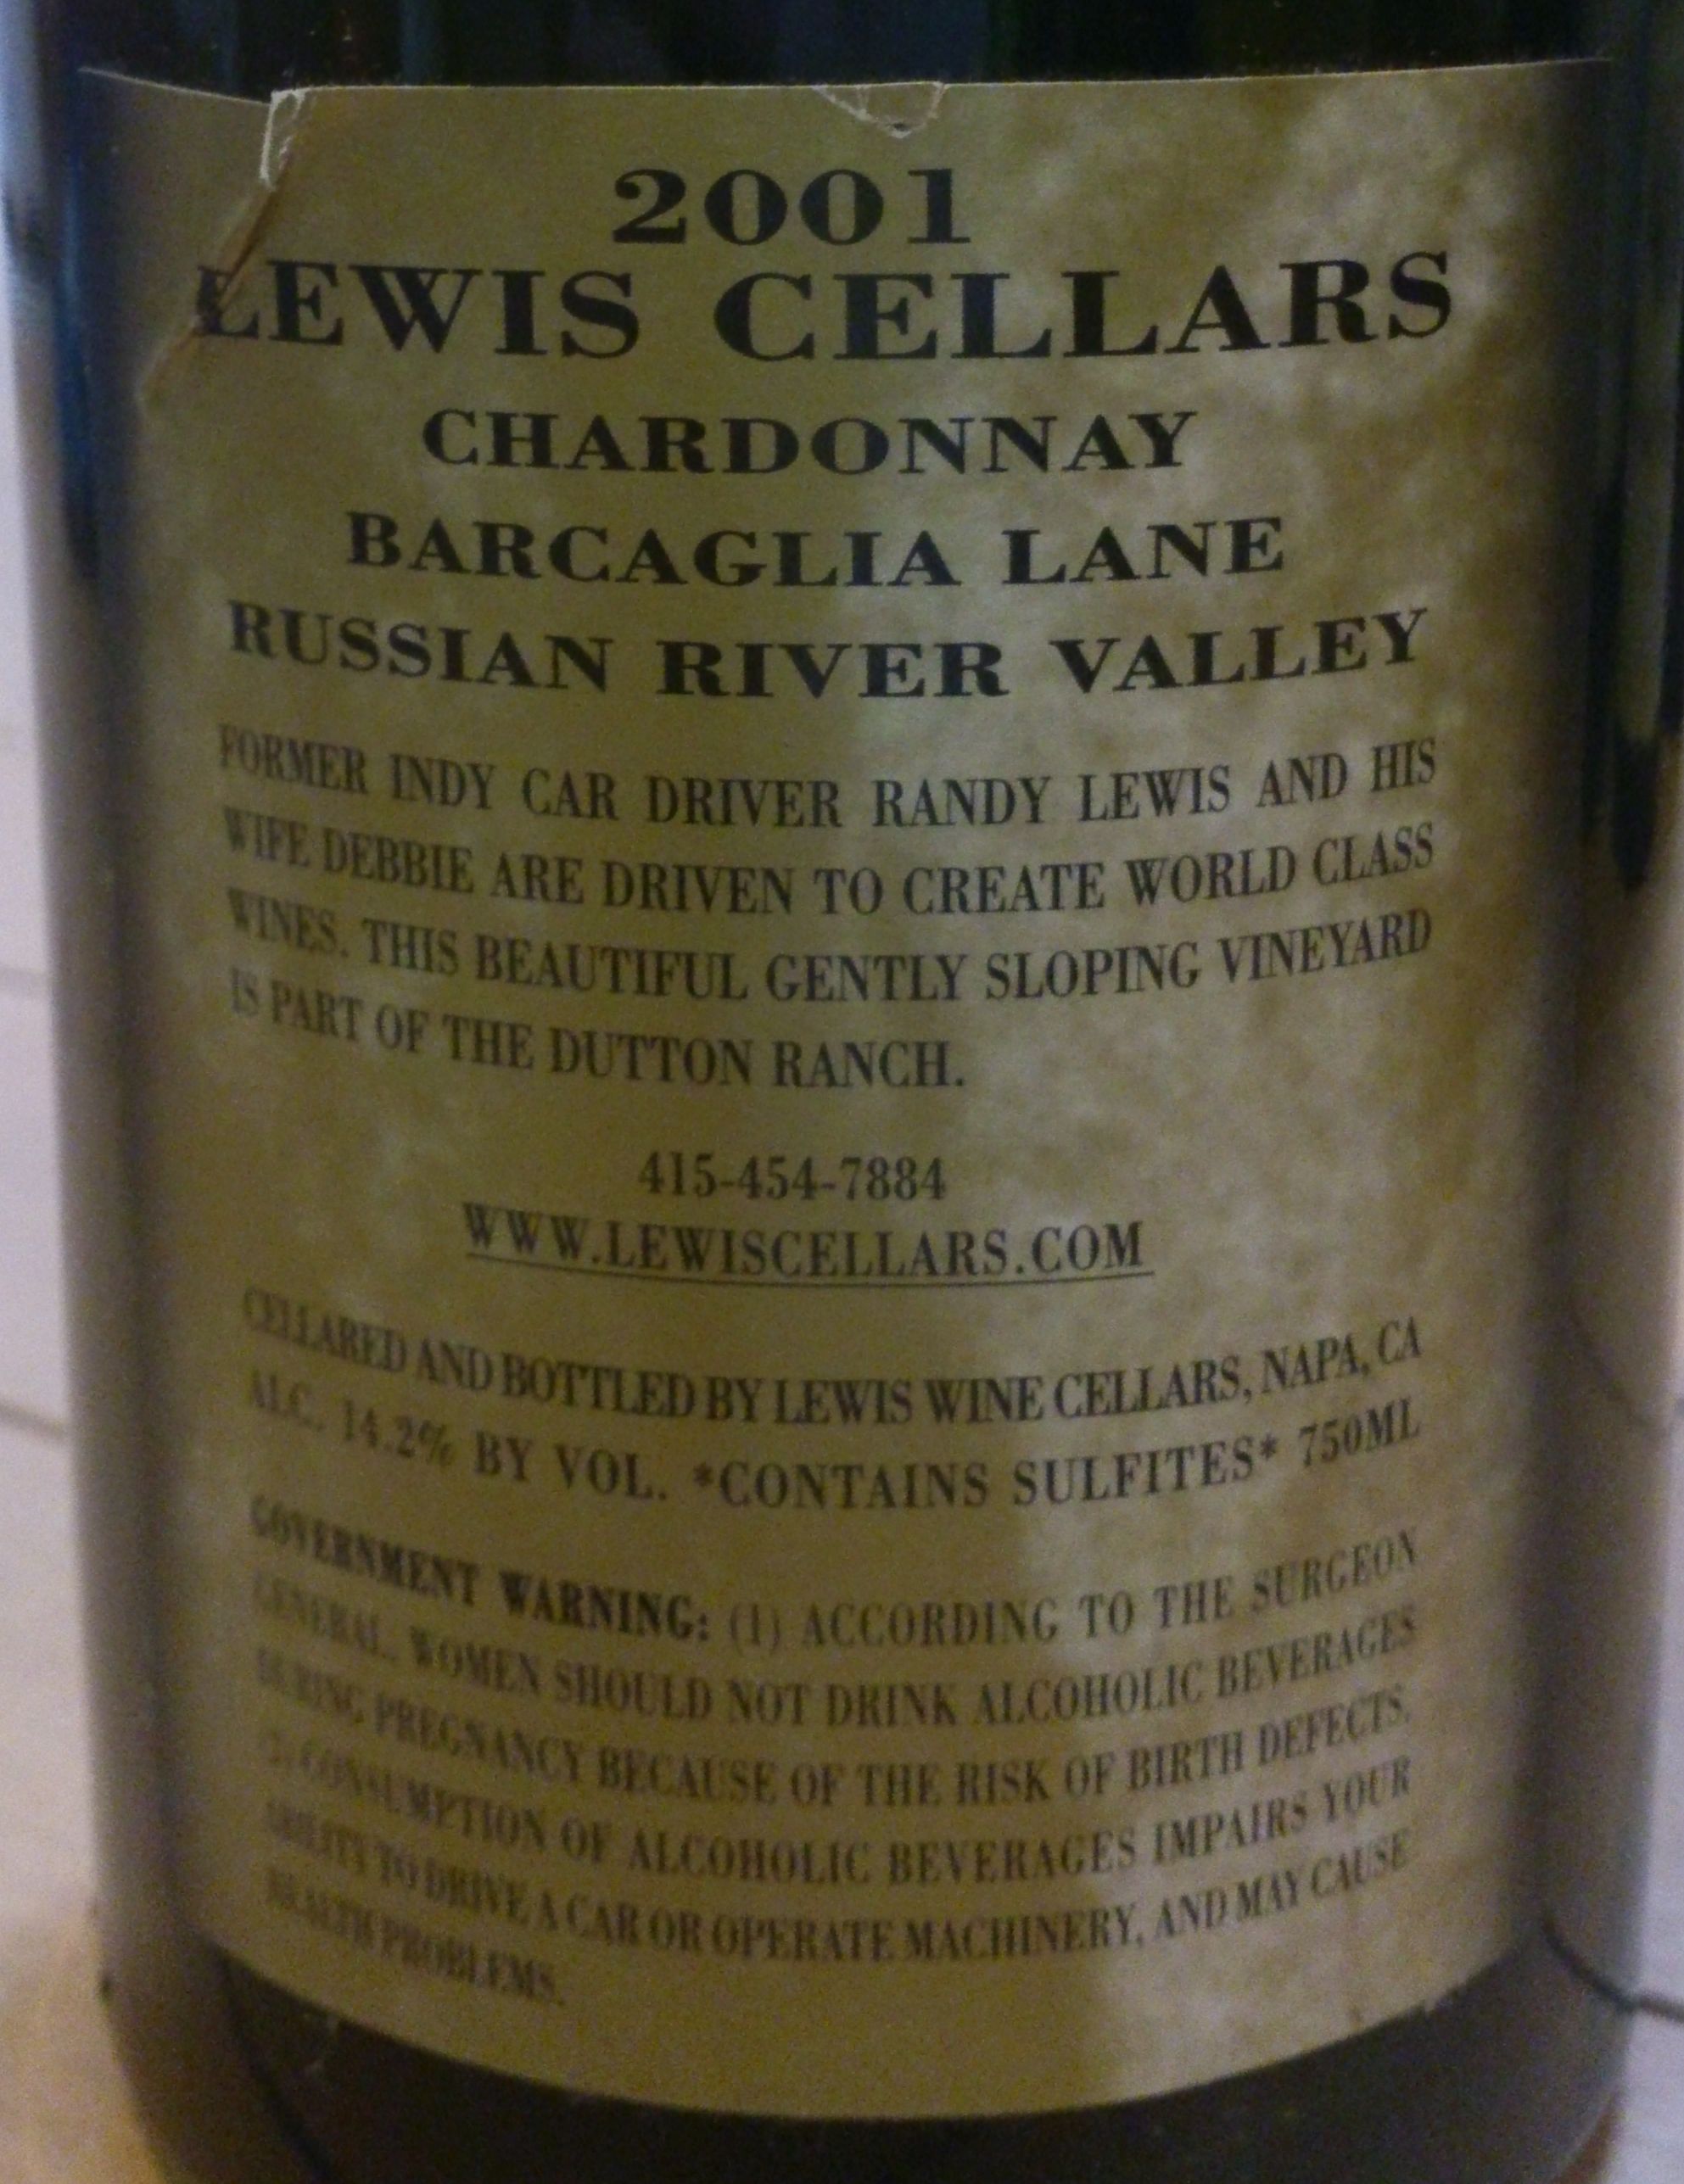 2001
LEWIS CELLARS
CHARDONNAY
BARCAGLIA LANE
RUSSIAN RIVER VALLEY
FORMER INDY CAR DRIVER RANDY LEWIS AND HIS
WIFE DEBBIE ARE DRIVEN TO CREATE WORLD CLASS
WINES. THIS BEAUTIFUL GENTLY SLOPING VINEYARD
IS PART OF THE DUTTON RANCH.
415-454-7884
WWW.LEWISCELLARS.COM
CELLARED AND BOTTLED BY LEWIS WINE CELLARS, NAPA, CA
ALC. 14.2% BY VOL. *CONTAINS SULFITES* 750ML
GOVERNMENT WARNING: (1) ACCORDING TO THE SURGEON
GENERAL, WOMEN SHOULD NOT DRINK ALCOHOLIC BEVERAGES
DURING PREGNANCY BECAUSE OF THE RISK OF BIRTH DEFECTS.
CONSUMPTION OF ALCOHOLIC BEVERAGES IMPAIRS YOUR
ABILITY TO DRIVE A CAR OR OPERATE MACHINERY, AND MAY CAUSE
HEALTH PROBLEMS.